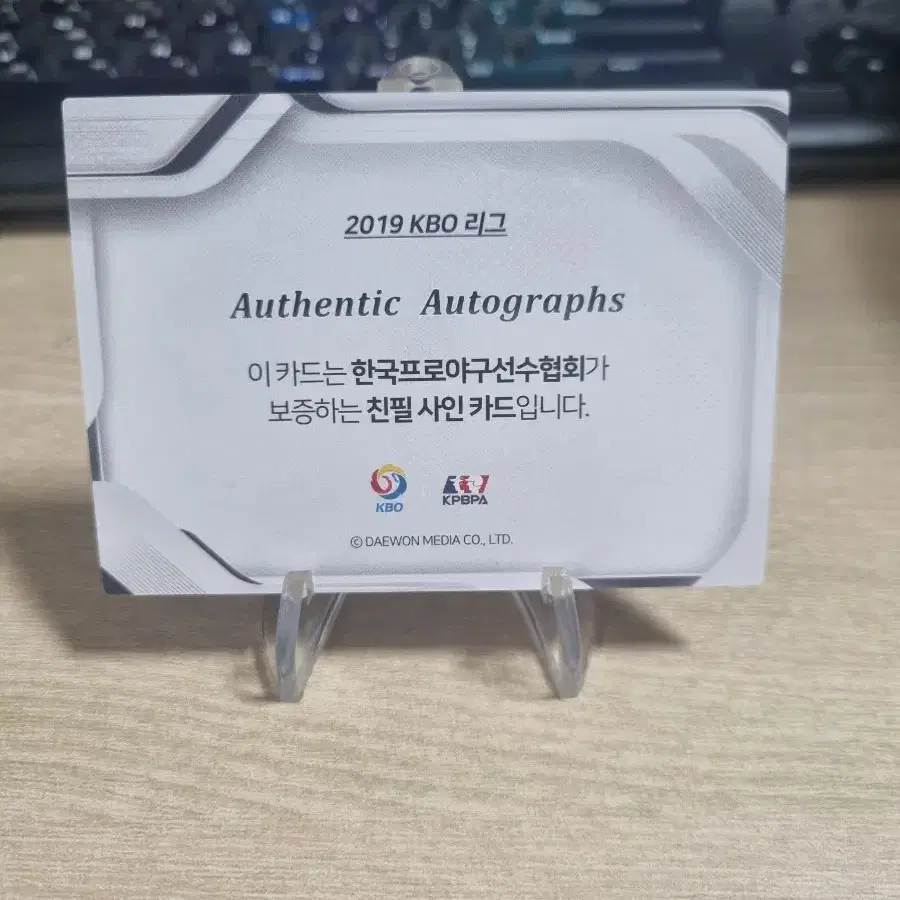 2019 KBO 리그
Authentic Autographs
이 카드는 한국프로야구선수협회가
보증하는 친필 사인 카드입니다.
KBO
KPBPA
© DAEWON MEDIA CO., LTD.